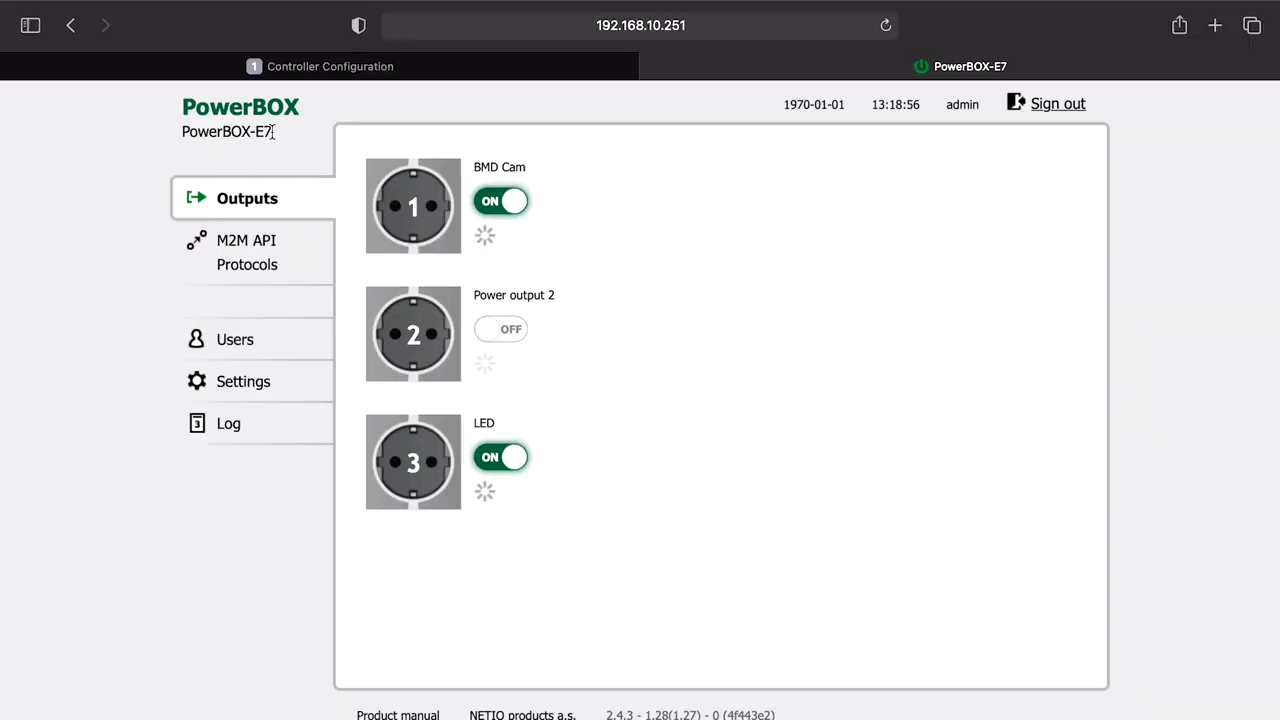 192.168.10.251
1 Controller Configuration
PowerBOX-E7
PowerBOX
PowerBOX-E7
1970-01-01 13:18:56 admin Sign out
Outputs
M2M API
Protocols
Users
Settings
3 Log
1
BMD Cam
ON
2
Power output 2
OFF
3
LED
ON
Product manual NETIO products a.s. 2.4.3 - 1.28(1.27) - 0 (4f443e2)